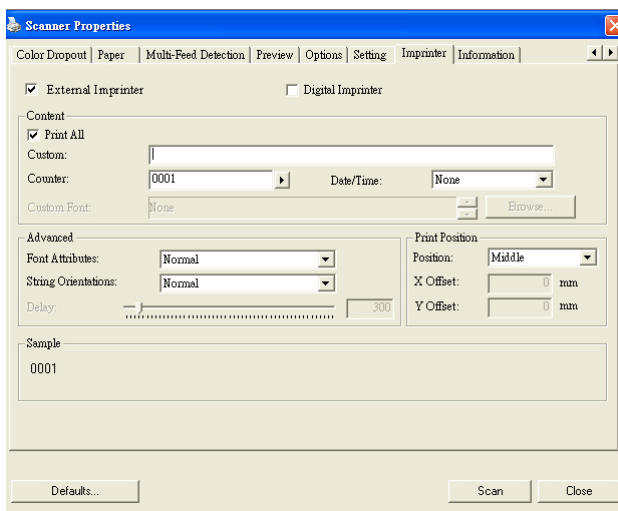 Scanner Properties
Color Dropout Paper Multi-Feed Detection Preview Options Setting Imprinter Information
External Imprinter Digital Imprinter
Content
Print All
Custom:
Counter: 0001 Date/Time: None
Custom Font: None Browse...
Advanced Print Position
Font Attributes: Normal Position: Middle
String Orientations: Normal X Offset: 0 mm
Delay: 300 Y Offset: 0 mm
Sample
0001
Defaults... Scan Close